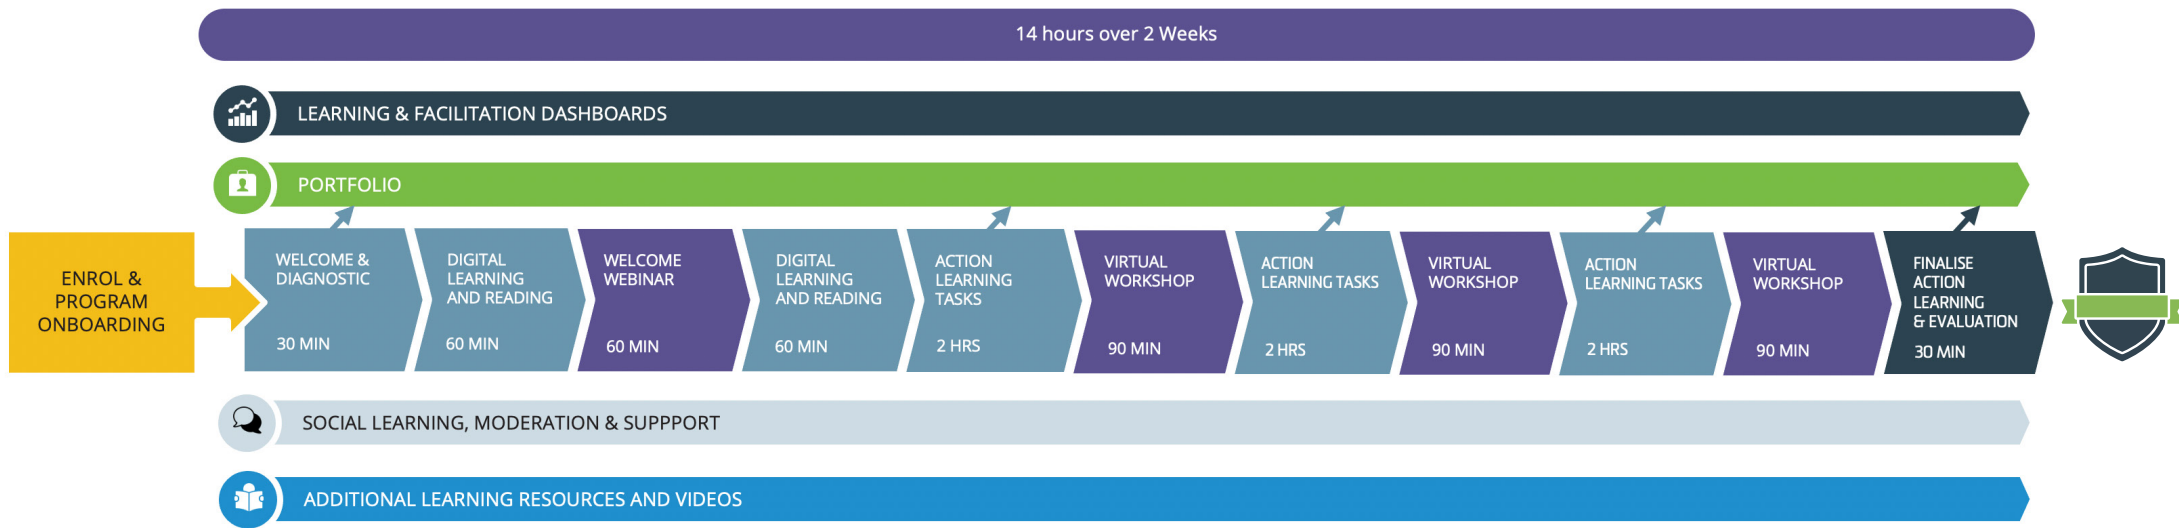 14 hours over 2 Weeks
LEARNING & FACILITATION DASHBOARDS
PORTFOLIO
ENROL &
PROGRAM
ONBOARDING
WELCOME &
DIAGNOSTIC
30 MIN
DIGITAL
LEARNING
AND READING
60 MIN
WELCOME
WEBINAR
60 MIN
DIGITAL
LEARNING
AND READING
60 MIN
ACTION
LEARNING
TASKS
2 HRS
VIRTUAL
WORKSHOP
90 MIN
ACTION
LEARNING TASKS
2 HRS
VIRTUAL
WORKSHOP
90 MIN
ACTION
LEARNING TASKS
2 HRS
VIRTUAL
WORKSHOP
90 MIN
FINALISE
ACTION
LEARNING
& EVALUATION
30 MIN
SOCIAL LEARNING, MODERATION & SUPPPORT
ADDITIONAL LEARNING RESOURCES AND VIDEOS